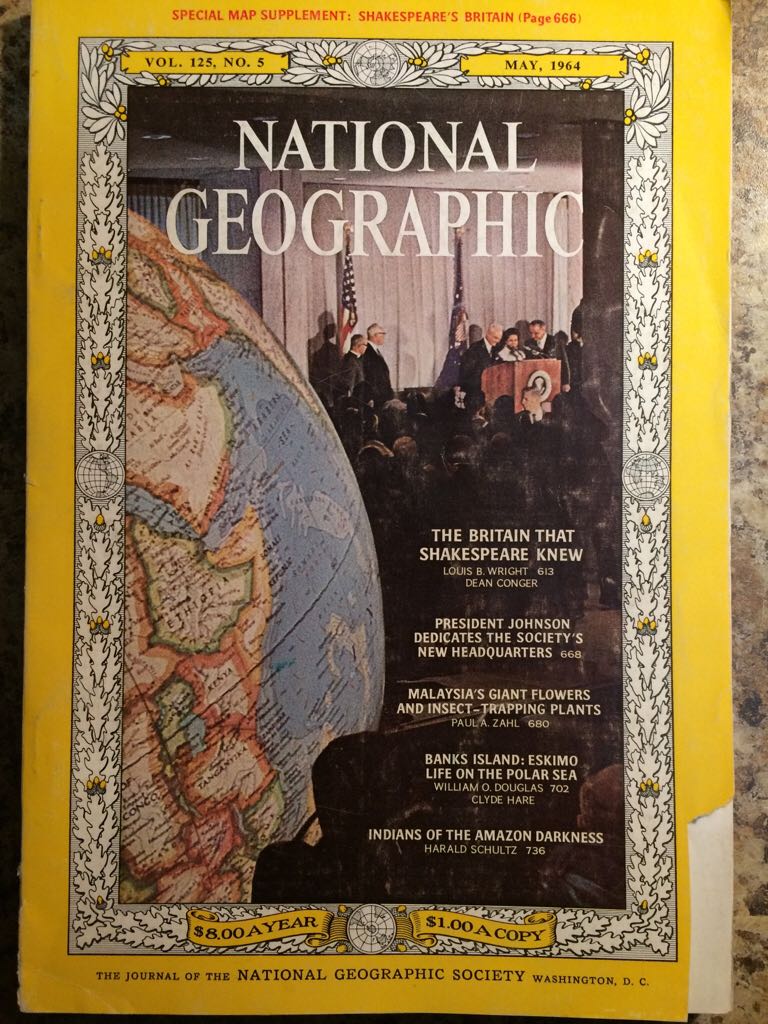 SPECIAL MAP SUPPLEMENT: SHAKESPEARE'S BRITAIN (Page 666)
VOL. 125, NO. 5
MAY, 1964
NATIONAL
GEOGRAPHIC
THE BRITAIN THAT
SHAKESPEARE KNEW
LOUIS B. WRIGHT 613
DEAN CONGER
PRESIDENT JOHNSON
DEDICATES THE SOCIETY'S
NEW HEADQUARTERS 668
MALAYSIA'S GIANT FLOWERS
AND INSECT-TRAPPING PLANTS
PAUL A. ZAHL 680
BANKS ISLAND: ESKIMO
LIFE ON THE POLAR SEA
WILLIAM O. DOUGLAS 702
CLYDE HARE
INDIANS OF THE AMAZON DARKNESS
HARALD SCHULTZ 736
ETHIOPIA
KENYA
TANGANYIKA
CONGO
$8.00 A YEAR
$1.00 A COPY
THE JOURNAL OF THE NATIONAL GEOGRAPHIC SOCIETY WASHINGTON, D. C.